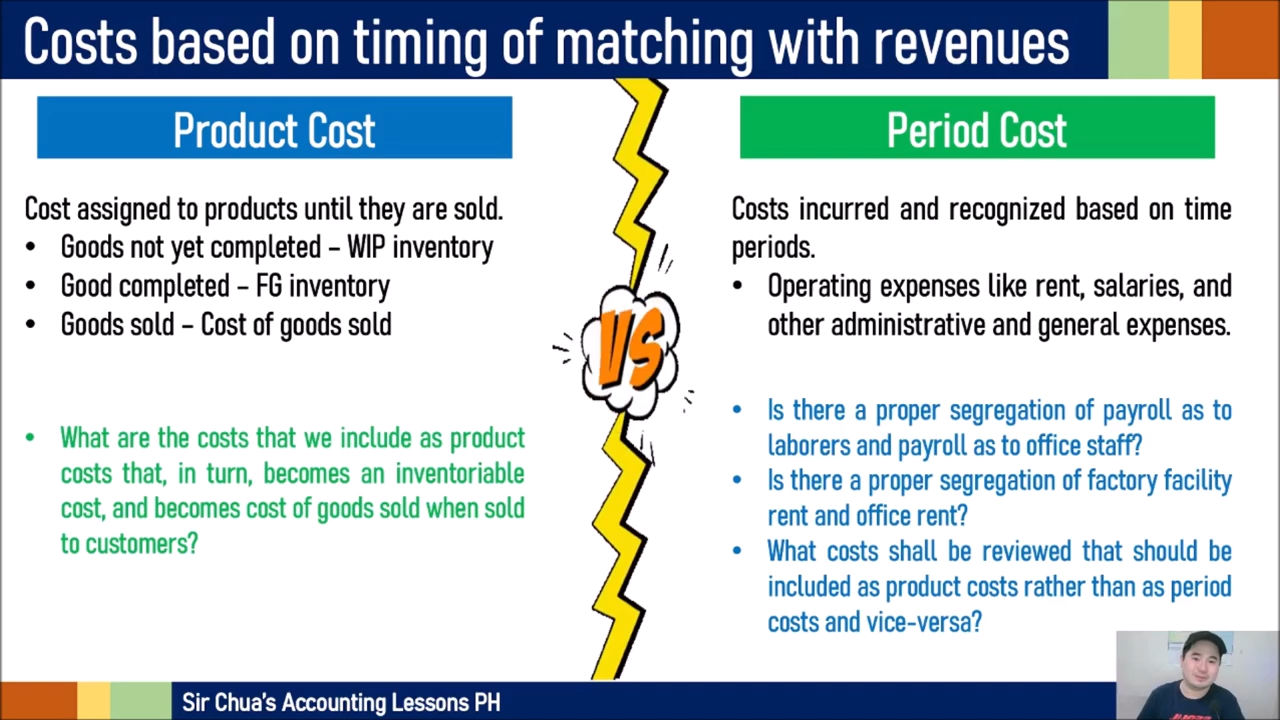 Costs based on timing of matching with revenues
Product Cost
Cost assigned to products until they are sold.
• Goods not yet completed – WIP inventory
• Good completed – FG inventory
• Goods sold – Cost of goods sold
• What are the costs that we include as product
costs that, in turn, becomes an inventoriable
cost, and becomes cost of goods sold when sold
to customers?
VS
Period Cost
Costs incurred and recognized based on time
periods.
• Operating expenses like rent, salaries, and
other administrative and general expenses.
• Is there a proper segregation of payroll as to
laborers and payroll as to office staff?
• Is there a proper segregation of factory facility
rent and office rent?
• What costs shall be reviewed that should be
included as product costs rather than as period
costs and vice-versa?
Sir Chua's Accounting Lessons PH